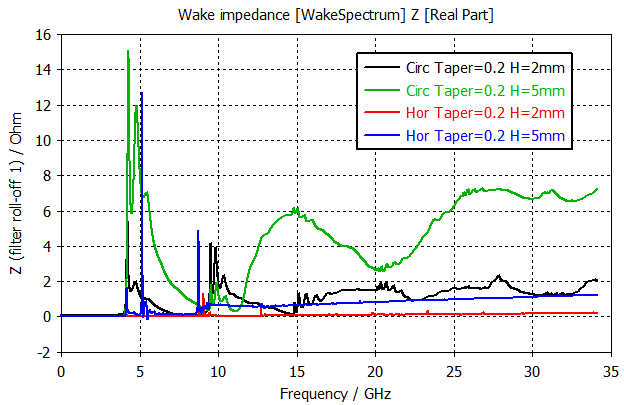 Wake impedance [WakeSpectrum] Z [Real Part]
16
14
12
10
8
6
4
2
0
-2
Z (filter roll-off 1) / Ohm
Circ Taper=0.2 H=2mm
Circ Taper=0.2 H=5mm
Hor Taper=0.2 H=2mm
Hor Taper=0.2 H=5mm
0 5 10 15 20 25 30 35
Frequency / GHz